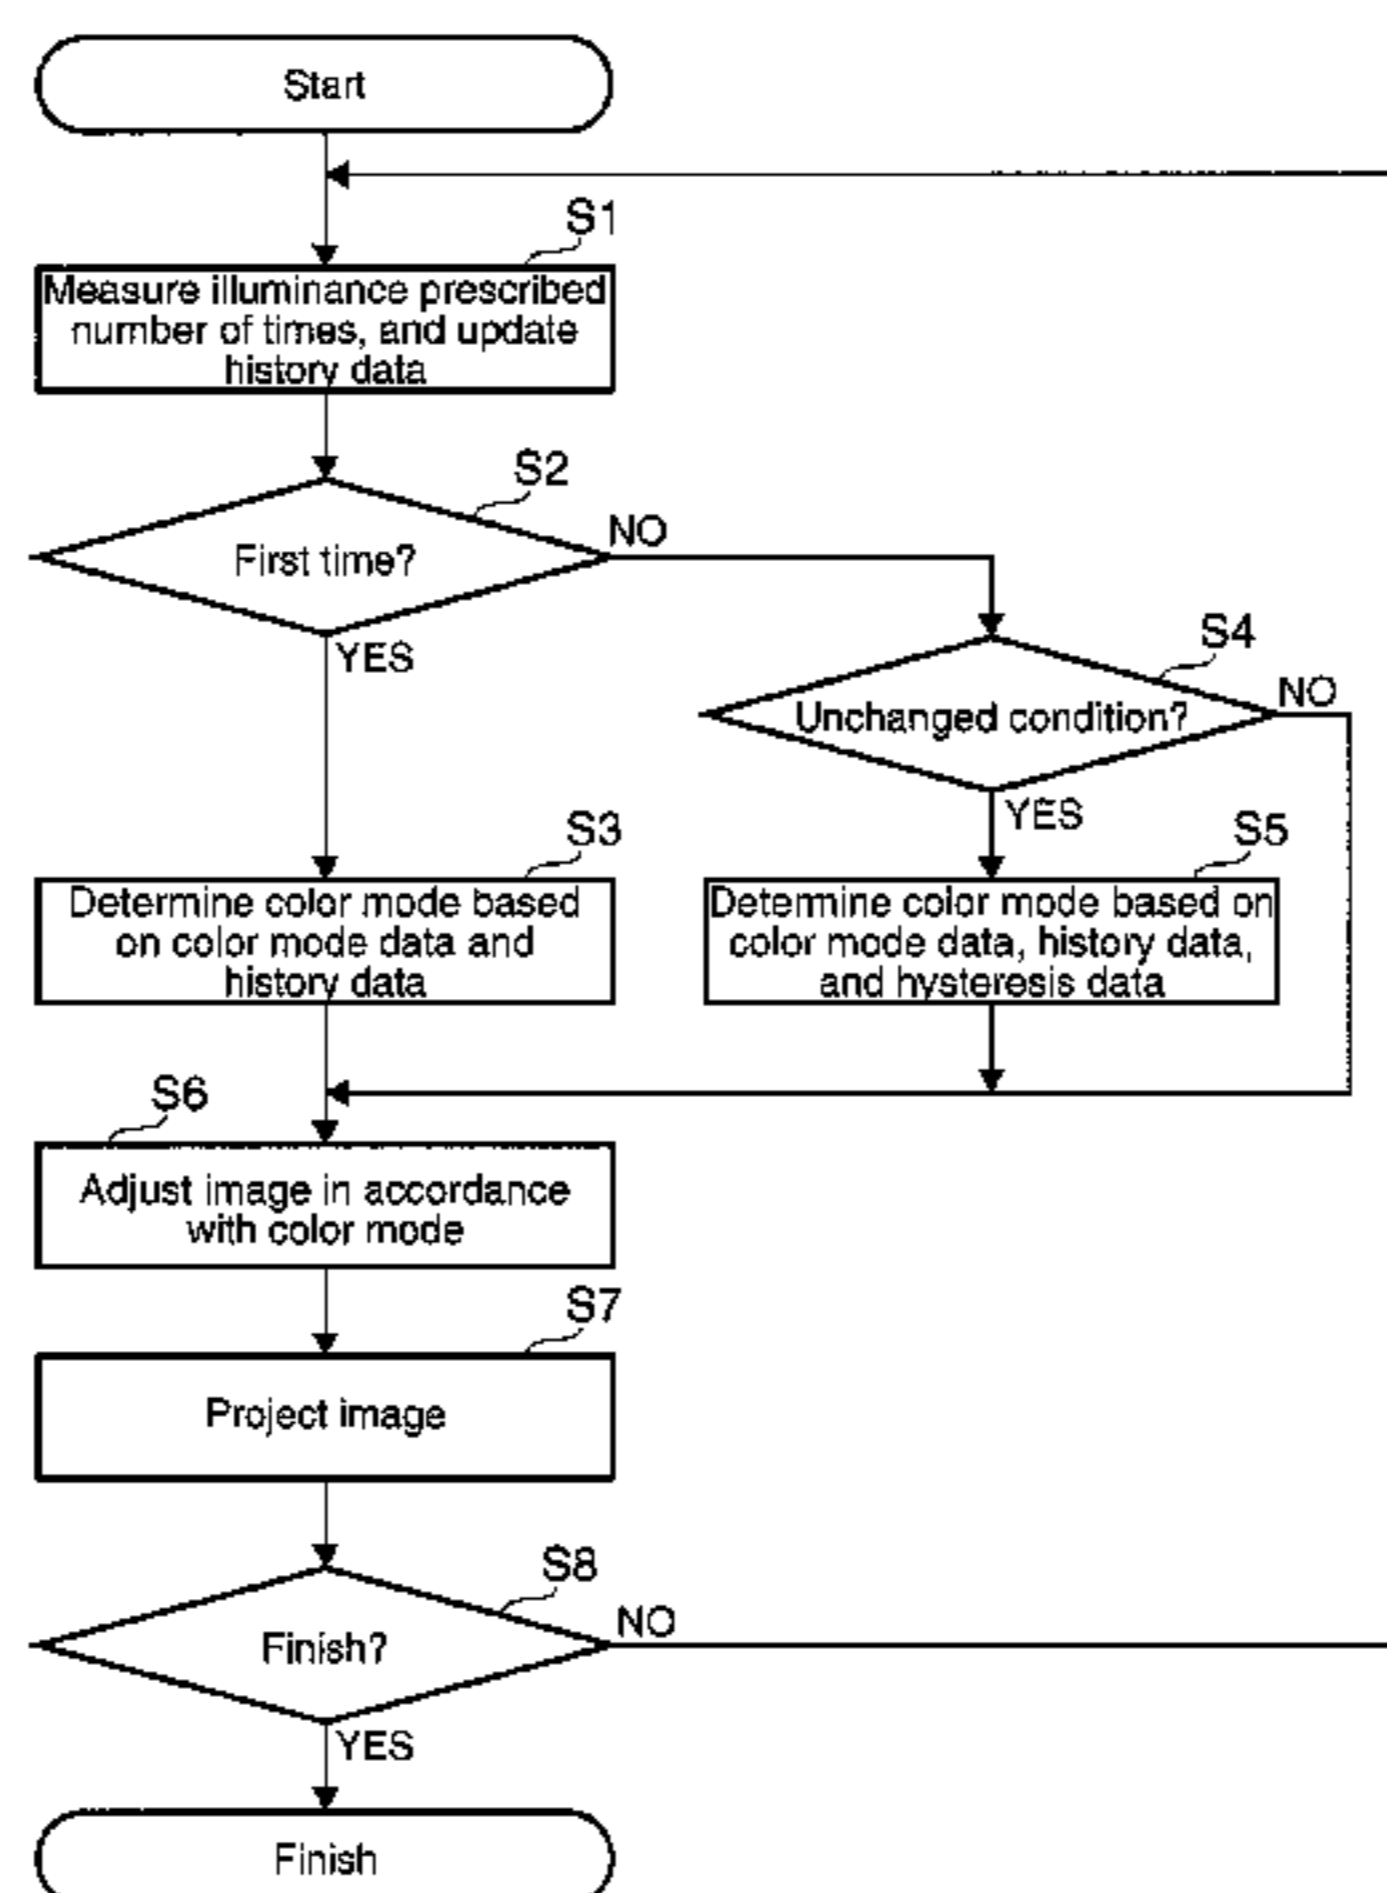 Start
S1
Measure illuminance prescribed
number of times, and update
history data
S2
First time?
NO
YES
S4
Unchanged condition?
NO
YES
S3
Determine color mode based
on color mode data and
history data
S5
Determine color mode based on
color mode data, history data,
and hysteresis data
S6
Adjust image in accordance
with color mode
S7
Project image
S8
Finish?
NO
YES
Finish